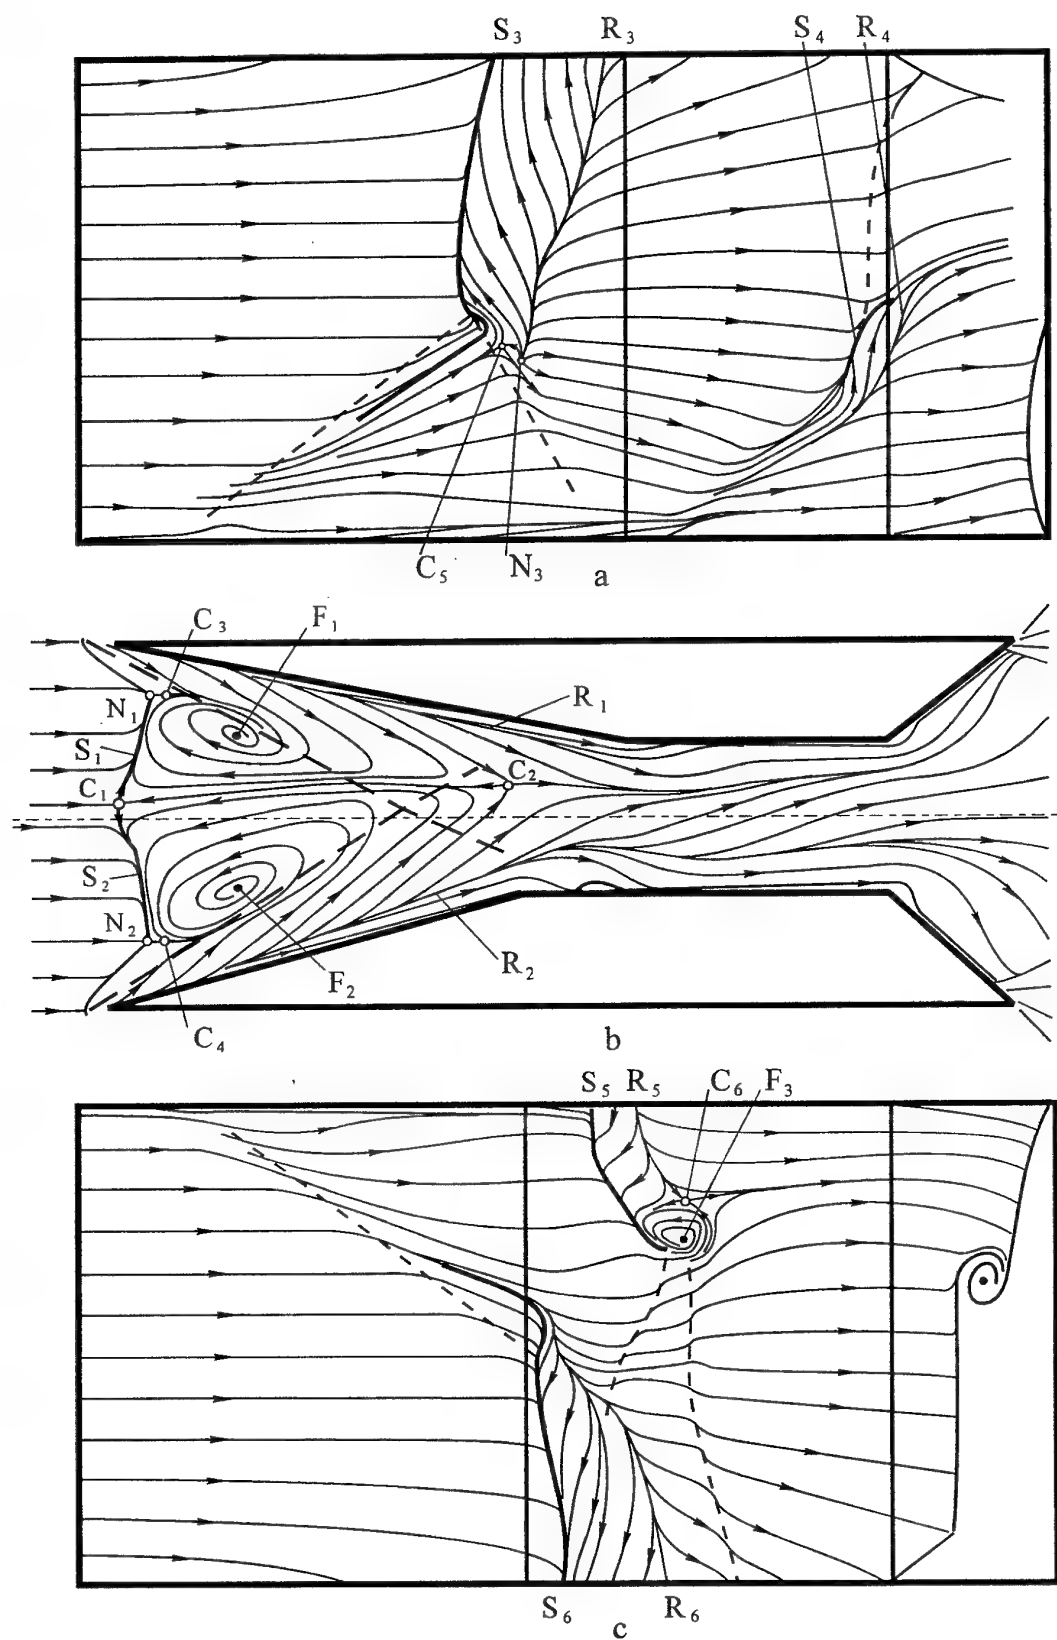 S₃ R₃ S₄ R₄
C₅ N₃
a
C₃ F₁
N₁ R₁
S₁
C₁ C₂
S₂
N₂
R₂
F₂
C₄
b
S₅ R₅ C₆ F₃
S₆ R₆
c